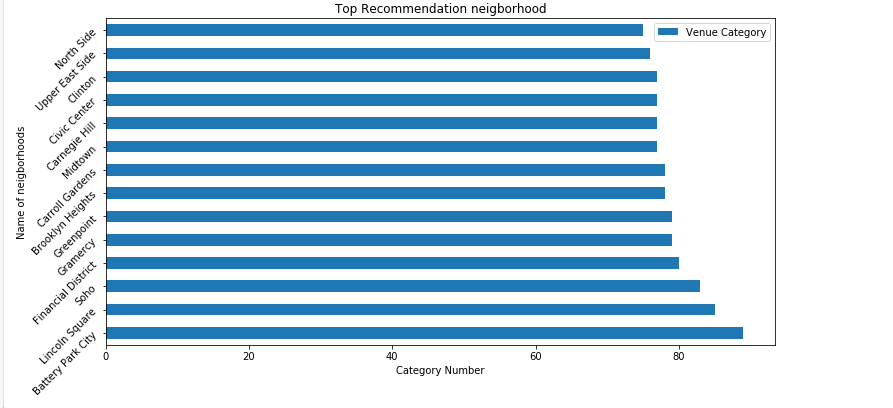 Top Recommendation neigborhood
Venue Category
Name of neigborhoods
North Side
Upper East Side
Clinton
Civic Center
Carnegie Hill
Midtown
Carroll Gardens
Brooklyn Heights
Greenpoint
Gramercy
Financial District
Soho
Lincoln Square
Battery Park City
0 20 40 60 80
Category Number